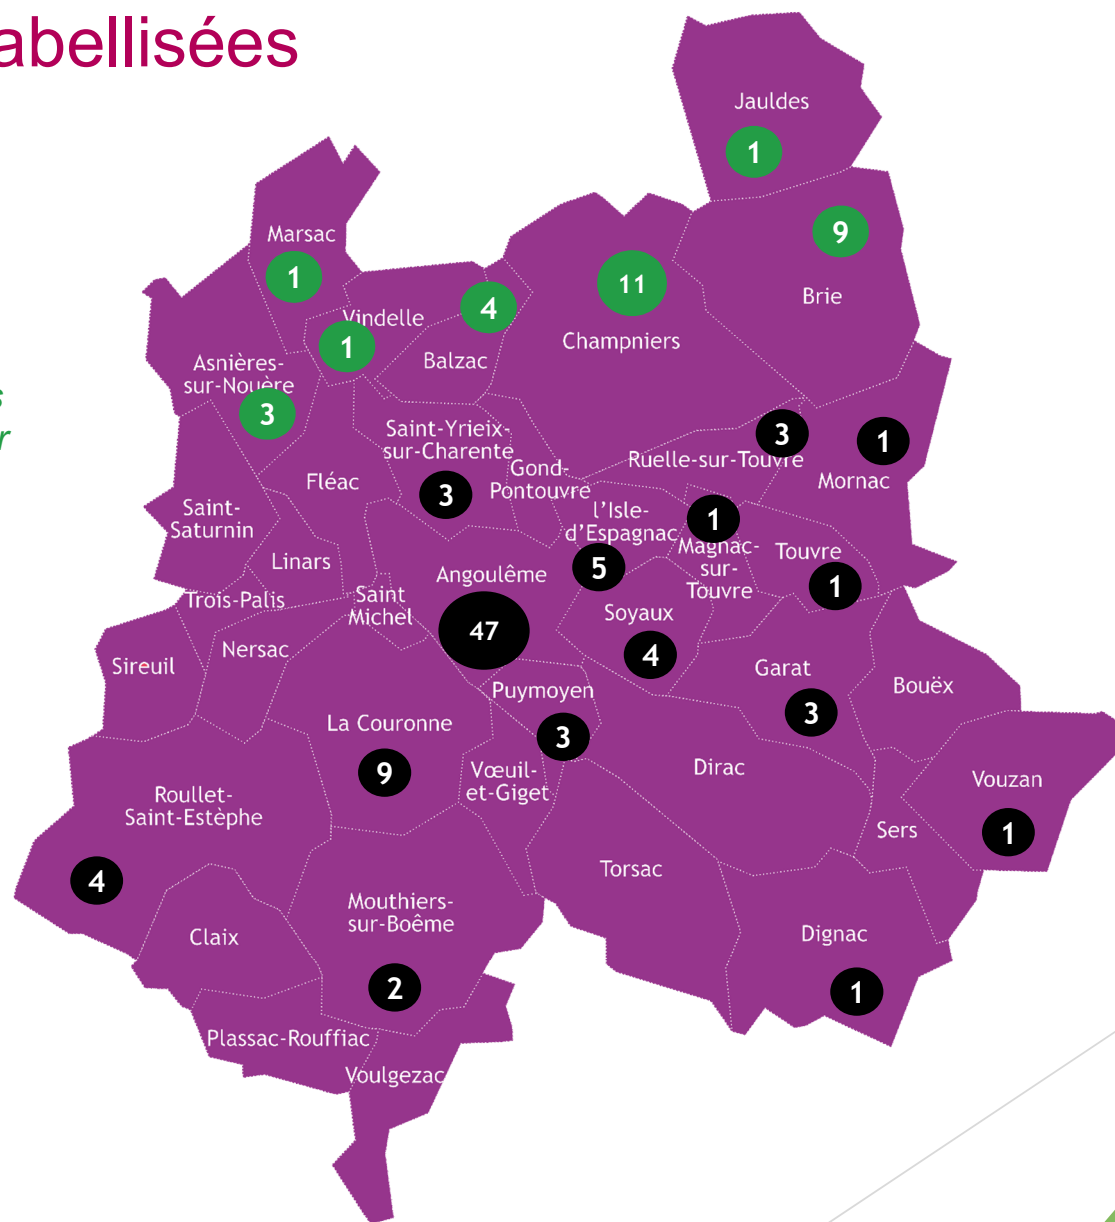 abellisées
Jauldes
1
9
Brie
Marsac
1
11
Champniers
4
Vindelle
1
Balzac
Asnières-
sur-Nouère
3
s
r
Saint-Yrieix-
sur-Charente
3
3
1
Ruelle-sur-Touvre
Mornac
Gond-
Pontouvre
Fléac
Saint-
Saturnin
l'Isle-
d'Espagnac
5
1
Magnac-
sur-
Touvre
Touvre
1
Linars
Angoulême
47
Saint
Michel
Trois-Palis
Soyaux
4
Nersac
Sireuil
Garat
3
Bouëx
Puymoyen
3
La Couronne
9
Vœuil-
et-Giget
Dirac
Vouzan
1
Roullet-
Saint-Estèphe
4
Sers
Torsac
Mouthiers-
sur-Boême
2
Claix
Dignac
1
Plassac-Rouffiac
Voulgezac